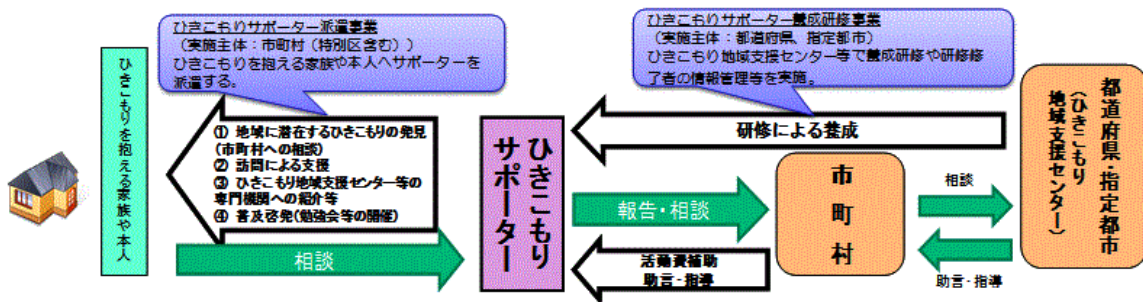 ひきこもりサポーター派遣事業
（実施主体：市町村（特別区含む））
ひきこもりを抱える家族や本人へサポーターを
派遣する。
ひきこもりサポーター養成研修事業
（実施主体：都道府県、指定都市）
ひきこもり地域支援センター等で養成研修や研修修
了者の情報管理等を実施。
ひきこもりを抱える家族や本人
① 地域に潜在するひきこもりの発見
(市町村への相談)
② 訪問による支援
③ ひきこもり地域支援センター等の
専門機関への紹介等
④ 普及啓発(勉強会等の開催)
相談
ひきこもり
サポーター
研修による養成
報告・相談
活動費補助
助言・指導
市町村
相談
助言・指導
都道府県・指定都市
（ひきこもり
地域支援センター）